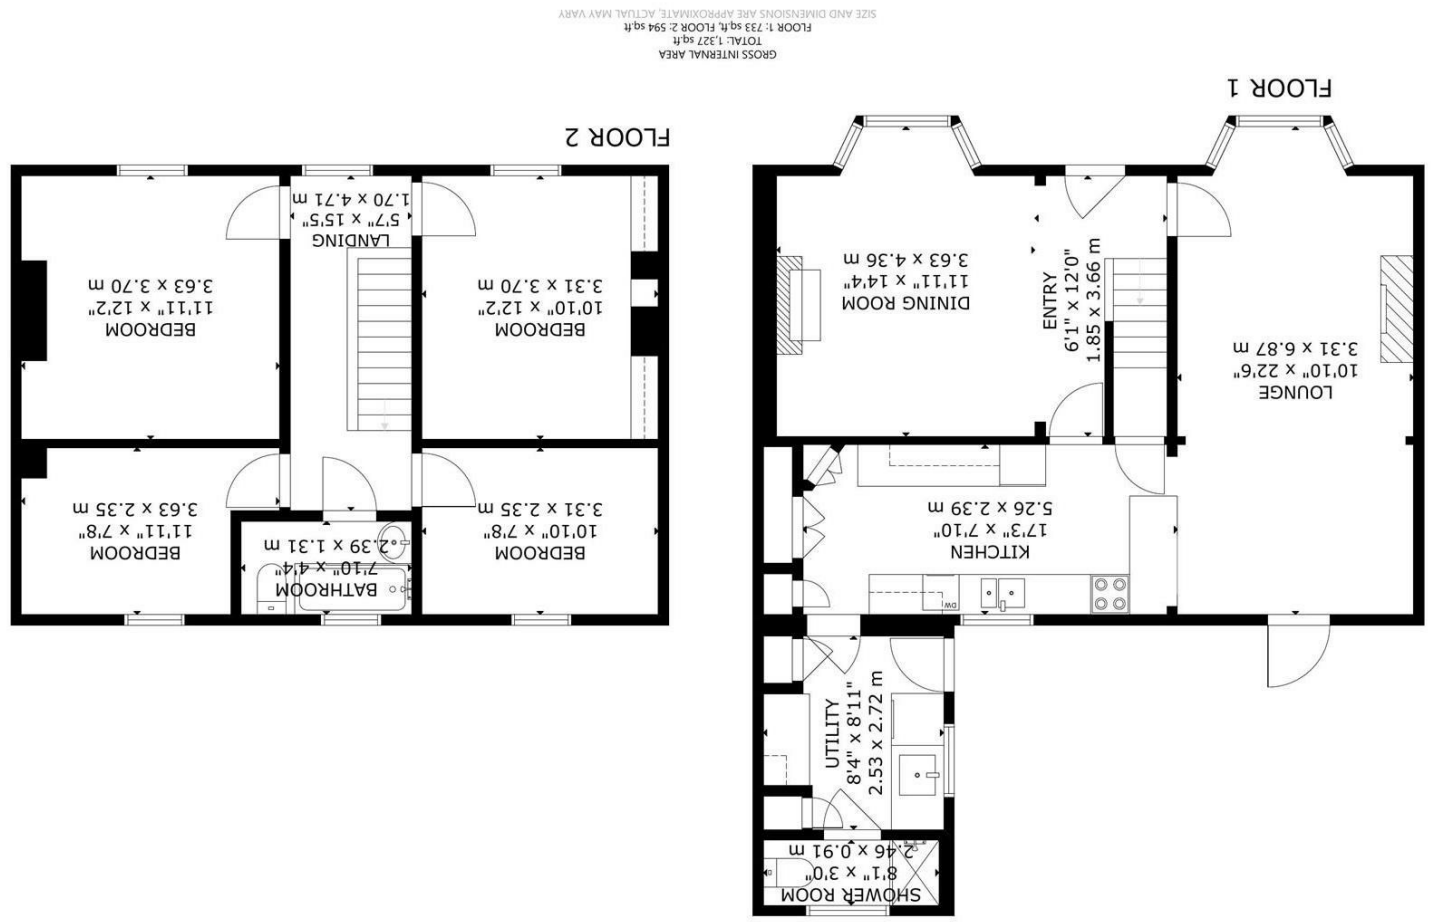 FLOOR 1
LOUNGE
10'10" x 22'6"
3.31 x 6.87 m
ENTRY
6'1" x 12'0"
1.85 x 3.66 m
DINING ROOM
11'11" x 14'4"
3.63 x 4.36 m
KITCHEN
17'3" x 7'10"
5.26 x 2.39 m
DW
UTILITY
8'4" x 8'11"
2.53 x 2.72 m
SHOWER ROOM
8'1" x 3'0"
2.46 x 0.91 m
FLOOR 2
BEDROOM
10'10" x 12'2"
3.31 x 3.70 m
LANDING
5'7" x 15'5"
1.70 x 4.71 m
BEDROOM
11'11" x 12'2"
3.63 x 3.70 m
BEDROOM
10'10" x 7'8"
3.31 x 2.35 m
BATHROOM
7'10" x 4'4"
2.39 x 1.31 m
BEDROOM
11'11" x 7'8"
3.63 x 2.35 m
GROSS INTERNAL AREA
TOTAL: 1,327 sq.ft
FLOOR 1: 733 sq.ft, FLOOR 2: 594 sq.ft
SIZE AND DIMENSIONS ARE APPROXIMATE, ACTUAL MAY VARY